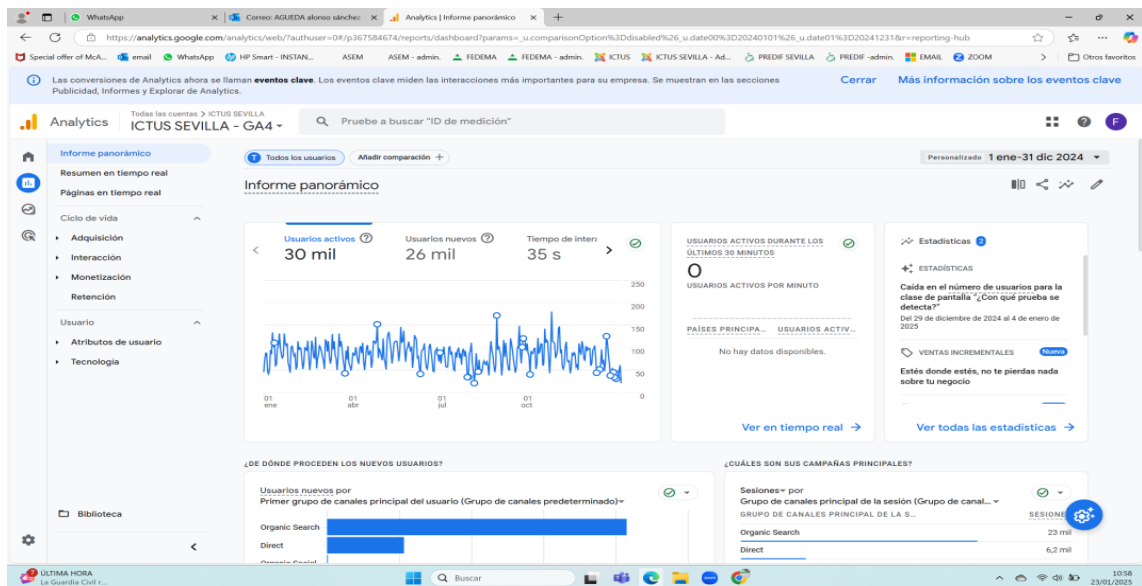 WhatsApp
Correo: AGUEDA alonso sánchez
Analytics | Informe panorámico
https://analytics.google.com/analytics/web/?authuser=0#/p367584674/reports/dashboard?params=_u.comparisonOption%3Ddisabled%26_u.date00%3D20240101%26_u.date01%3D20241231&r=reporting-hub
Special offer of McA... email WhatsApp HP Smart - INSTAN... ASEM ASEM - admin. FEDEMA FEDEMA - admin. ICTUS ICTUS SEVILLA - Ad... PREDIF SEVILLA PREDIF -admin. EMAIL ZOOM Otros favoritos
Las conversiones de Analytics ahora se llaman eventos clave. Los eventos clave miden las interacciones más importantes para su empresa. Se muestran en las secciones
Publicidad, Informes y Explorar de Analytics.
Cerrar Más información sobre los eventos clave
Analytics
Todas las cuentas > ICTUS SEVILLA
ICTUS SEVILLA - GA4
Pruebe a buscar "ID de medición"
F
Informe panorámico
Resumen en tiempo real
Páginas en tiempo real
Ciclo de vida
Adquisición
Interacción
Monetización
Retención
Usuario
Atributos de usuario
Tecnología
Biblioteca
T Todos los usuarios Añadir comparación +
Personalizado 1 ene-31 dic 2024
Informe panorámico
Usuarios activos Usuarios nuevos Tiempo de inter
30 mil 26 mil 35 s
250
200
150
100
50
0
01 01 01 01
ene abr jul oct
USUARIOS ACTIVOS DURANTE LOS
ÚLTIMOS 30 MINUTOS
0
USUARIOS ACTIVOS POR MINUTO
PAÍSES PRINCIPA... USUARIOS ACTIV...
No hay datos disponibles.
Ver en tiempo real
Estadísticas 2
ESTADÍSTICAS
Caída en el número de usuarios para la
clase de pantalla "¿Con qué prueba se
detecta?"
Del 29 de diciembre de 2024 al 4 de enero de
2025
VENTAS INCREMENTALES Nueva
Estés donde estés, no te pierdas nada
sobre tu negocio
Ver todas las estadísticas
¿DE DÓNDE PROCEDEN LOS NUEVOS USUARIOS?
Usuarios nuevos por
Primer grupo de canales principal del usuario (Grupo de canales predeterminado)
Organic Search
Direct
Organic Social
¿CUÁLES SON SUS CAMPAÑAS PRINCIPALES?
Sesiones por
Grupo de canales principal de la sesión (Grupo de canal...
GRUPO DE CANALES PRINCIPAL DE LA S... SESIONE
Organic Search 23 mil
Direct 6,2 mil
ÚLTIMA HORA
La Guardia Civil r...
Buscar
10:58
23/01/2025